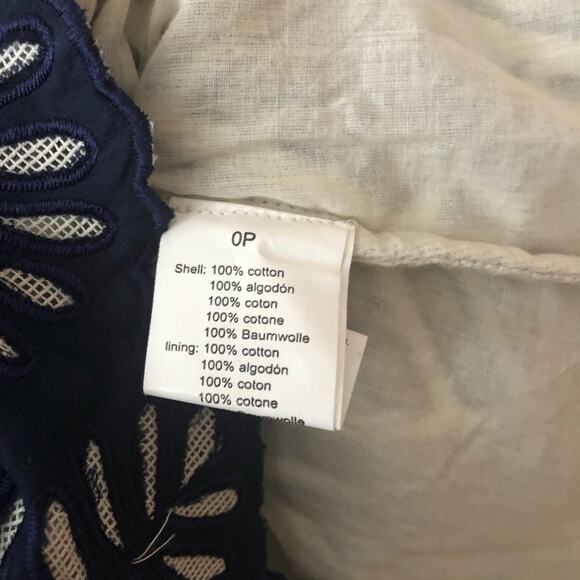 0P
Shell: 100% cotton
100% algodón
100% coton
100% cotone
100% Baumwolle
lining: 100% cotton
100% algodón
100% coton
100% cotone
Baumwolle